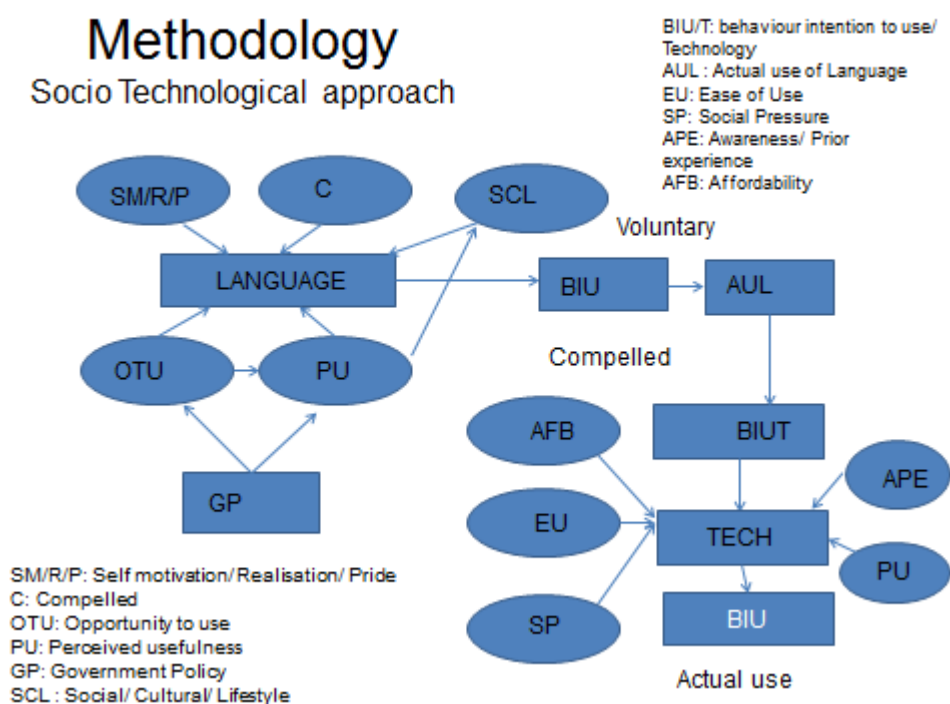 Methodology
Socio Technological approach
BIU/T: behaviour intention to use/
Technology
AUL : Actual use of Language
EU: Ease of Use
SP: Social Pressure
APE: Awareness/ Prior
experience
AFB: Affordability
SM/R/P
C
SCL
Voluntary
LANGUAGE
BIU
AUL
OTU
PU
Compelled
AFB
BIUT
APE
GP
EU
TECH
PU
SP
BIU
Actual use
SM/R/P: Self motivation/ Realisation/ Pride
C: Compelled
OTU: Opportunity to use
PU: Perceived usefulness
GP: Government Policy
SCL : Social/ Cultural/ Lifestyle